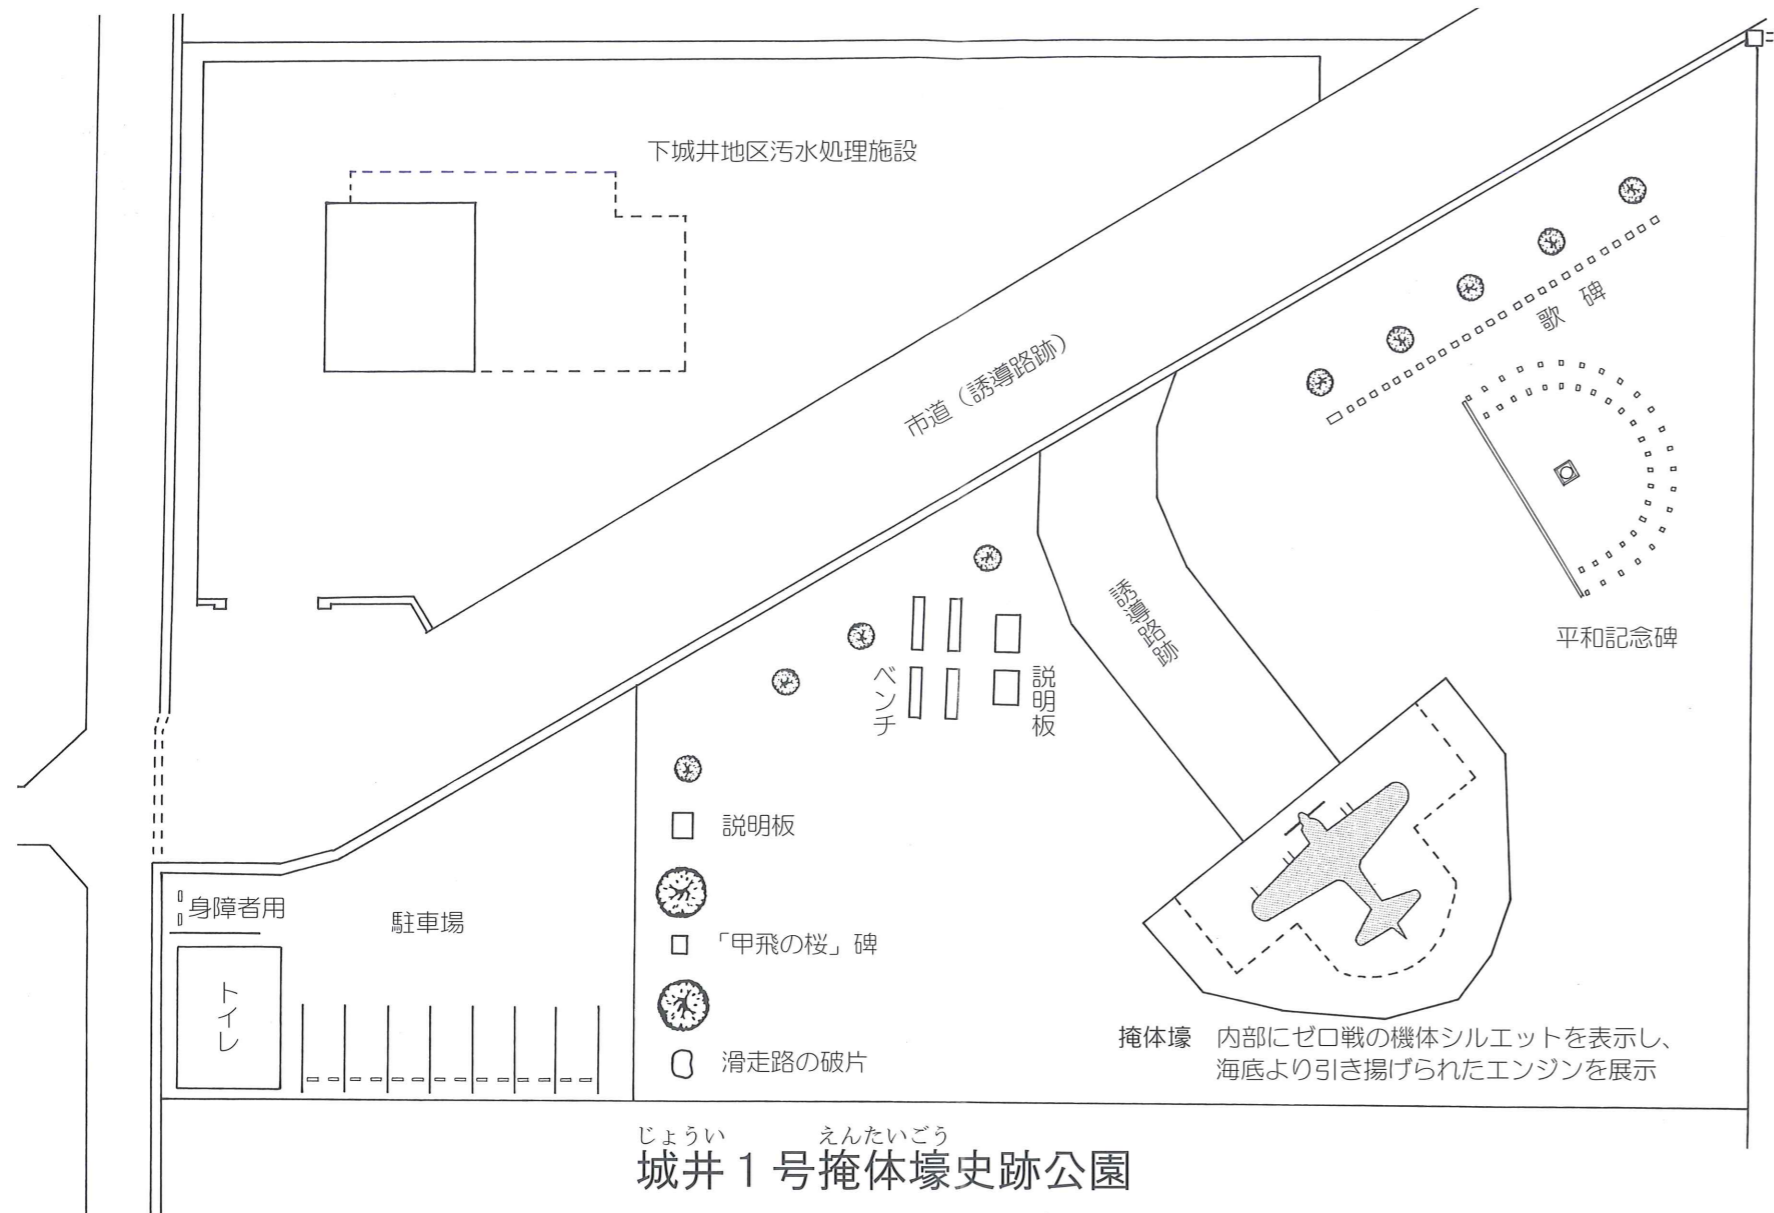 下城井地区汚水処理施設
市道（誘導路跡）
歌碑
平和記念碑
誘導路跡
ベンチ
説明板
説明板
「甲飛の桜」碑
滑走路の破片
身障者用
駐車場
トイレ
掩体壕　内部にゼロ戦の機体シルエットを表示し、
海底より引き揚げられたエンジンを展示
じょうい　えんたいごう
城井１号掩体壕史跡公園